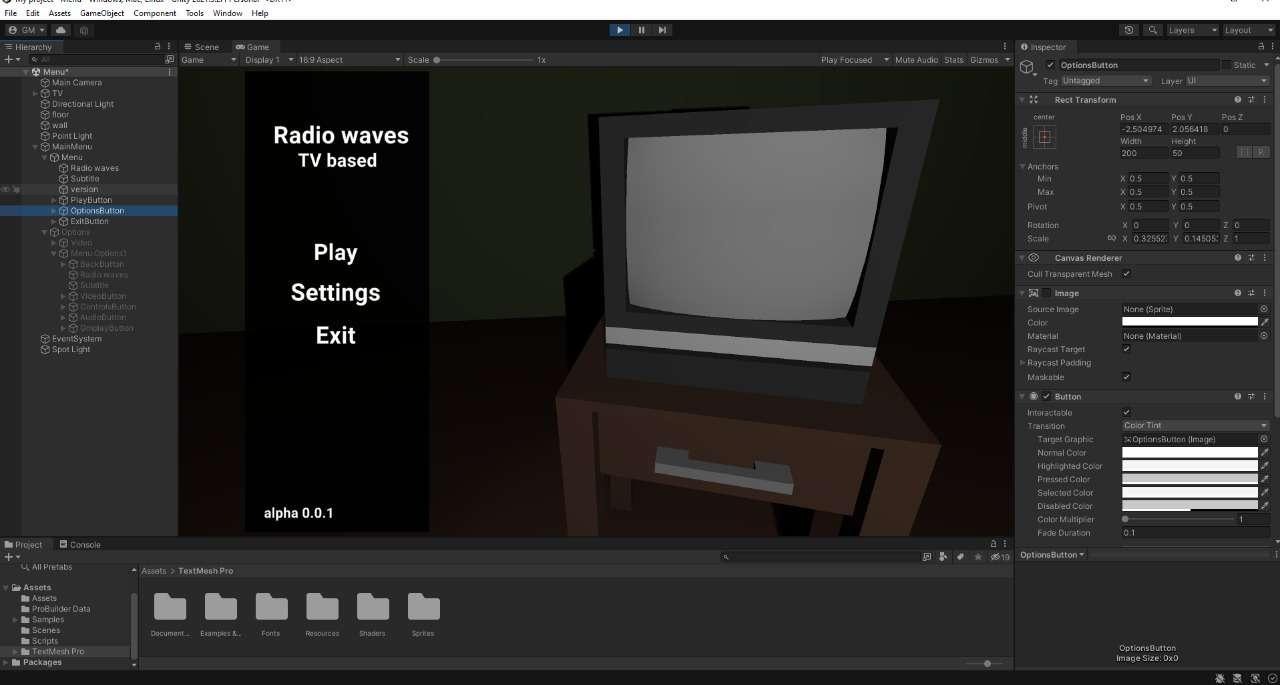 File Edit Assets GameObject Component Tools Window Help
GM
Layers
Layout
Hierarchy
All
Menu*
Main Camera
TV
Directional Light
floor
wall
Point Light
MainMenu
Menu
Radio waves
Subtitle
version
PlayButton
OptionsButton
ExitButton
Options
Video
Menu Options1
BackButton
Radio waves
Subtitle
VideoButton
ControlsButton
AudioButton
EventSystem
Spot Light
Scene
Game
Game
Display 1
16:9 Aspect
Scale
1x
Play Focused
Mute Audio
Stats
Gizmos
Radio waves
TV based
Play
Settings
Exit
alpha 0.0.1
Inspector
OptionsButton
Static
Tag Untagged
Layer UI
Rect Transform
center
middle
Pos X Pos Y Pos Z
-2.504974 2.056418 0
Width Height
200 50
R
Anchors
Min X 0.5 Y 0.5
Max X 0.5 Y 0.5
Pivot X 0.5 Y 0.5
Rotation X 0 Y 0 Z 0
Scale X 0.32552 Y 0.14505 Z 1
Canvas Renderer
Cull Transparent Mesh
Image
Source Image None (Sprite)
Color
Material None (Material)
Raycast Target
Raycast Padding
Maskable
Button
Interactable
Transition Color Tint
Target Graphic OptionsButton (Image)
Normal Color
Highlighted Color
Pressed Color
Selected Color
Disabled Color
Color Multiplier 1
Fade Duration 0.1
OptionsButton
OptionsButton
Image Size: 0x0
Project
Console
19
All Prefabs
Assets
Assets
ProBuilder Data
Samples
Scenes
Scripts
TextMesh Pro
Packages
Assets > TextMesh Pro
Document...
Examples &...
Fonts
Resources
Shaders
Sprites